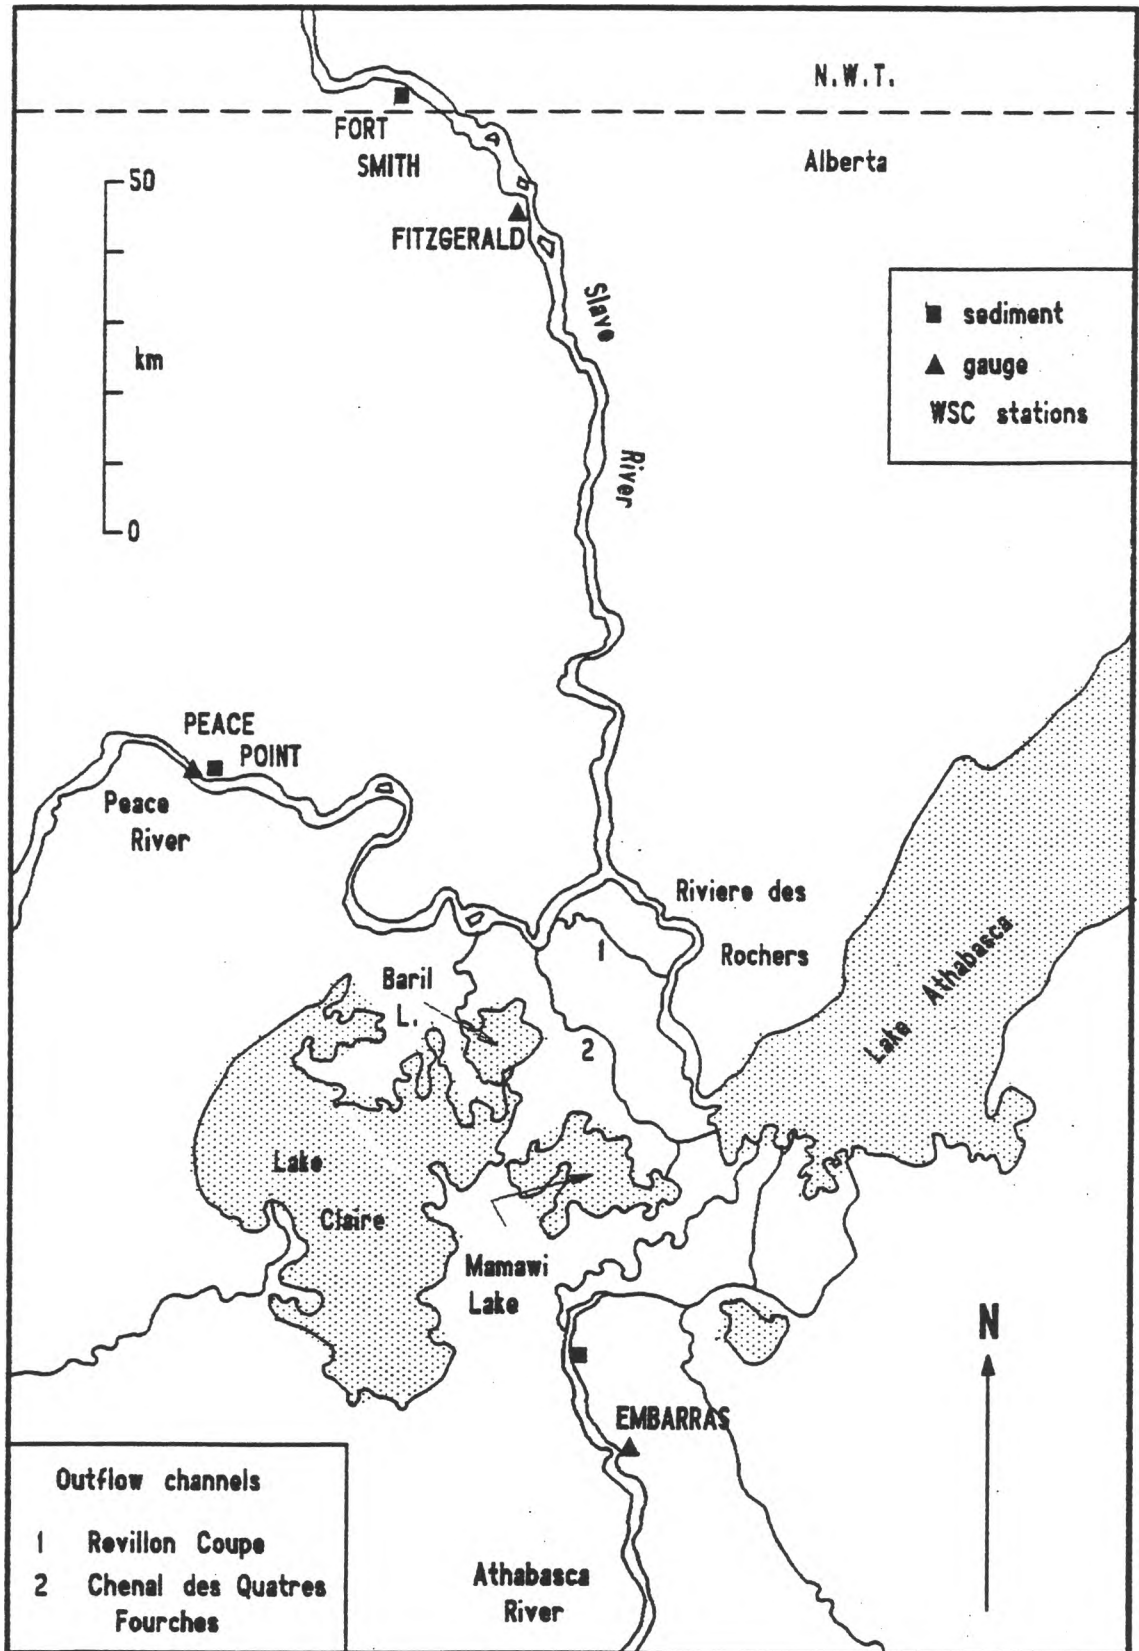 N.W.T.
FORT
SMITH
Alberta
50
FITZGERALD
Slave
sediment
gauge
WSC stations
km
River
0
PEACE
POINT
Peace
River
Riviere des
Rochers
1
Baril
L.
Lake Athabasca
2
Lake
Claire
Mamawi
Lake
N
EMBARRAS
Outflow channels
1 Revillon Coupe
2 Chenal des Quatres
Fourches
Athabasca
River